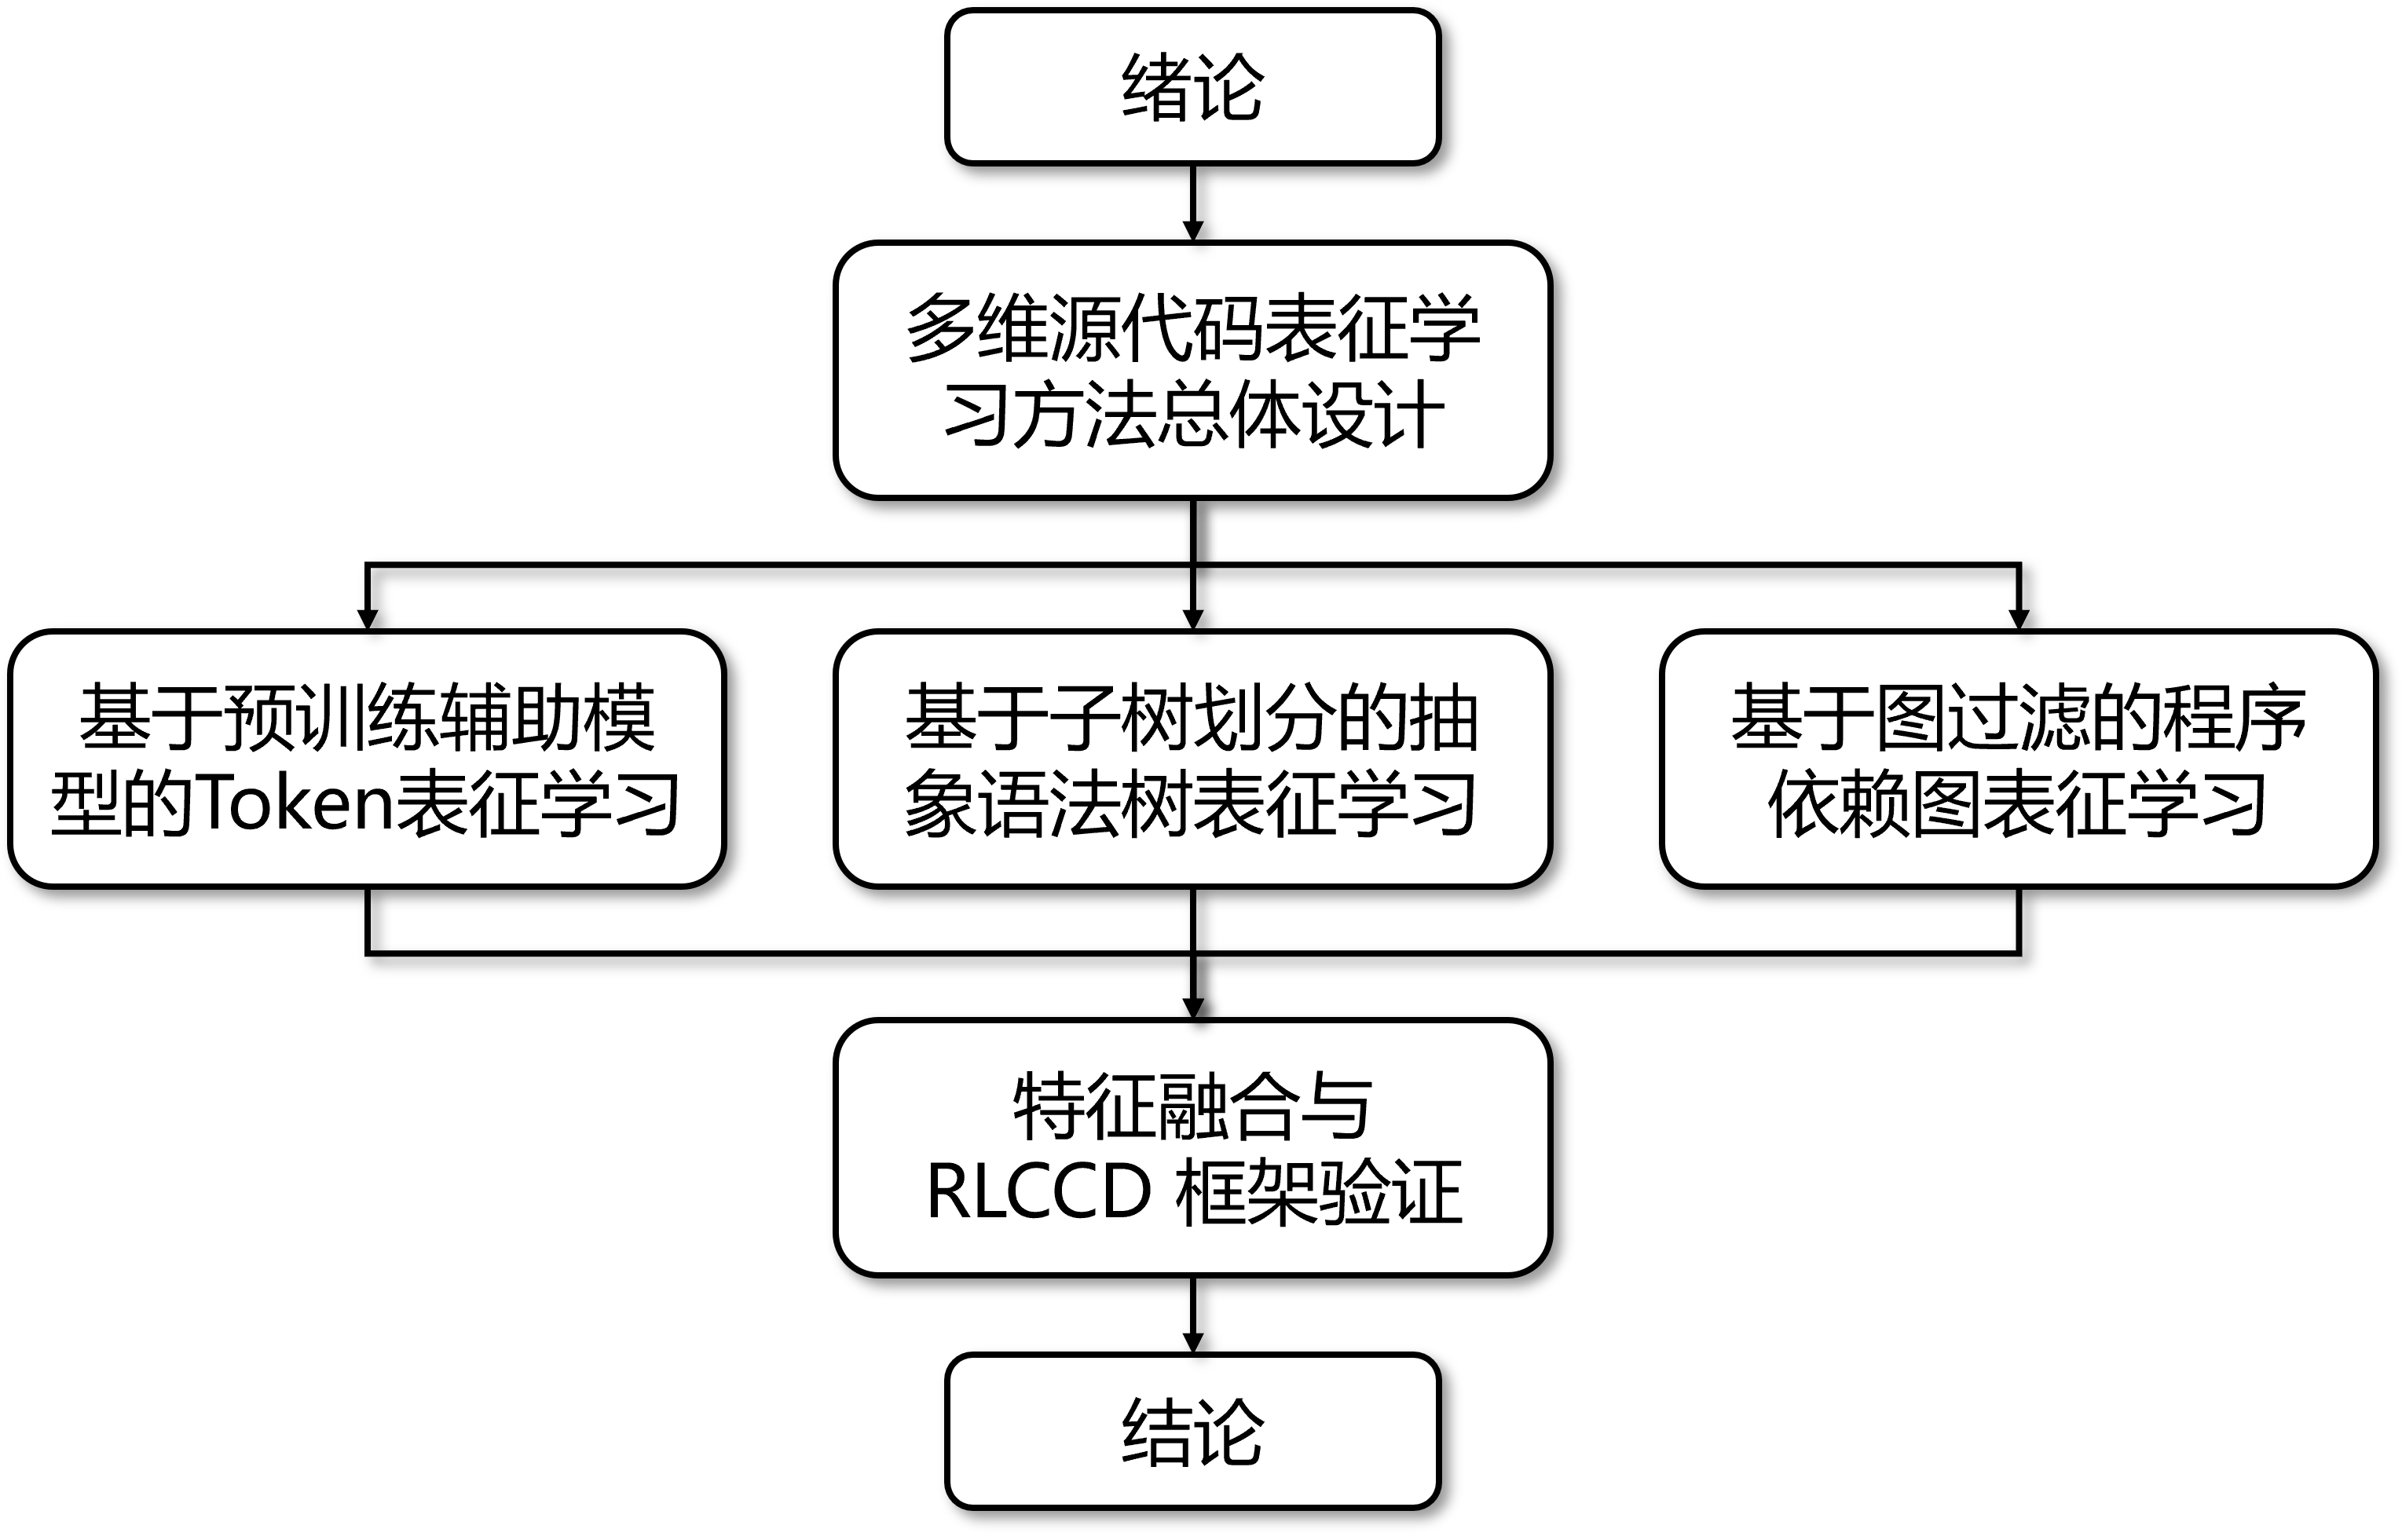 绪论
多维源代码表征学
习方法总体设计
基于预训练辅助模
型的Token表征学习
基于子树划分的抽
象语法树表征学习
基于图过滤的程序
依赖图表征学习
特征融合与
RLCCD 框架验证
结论